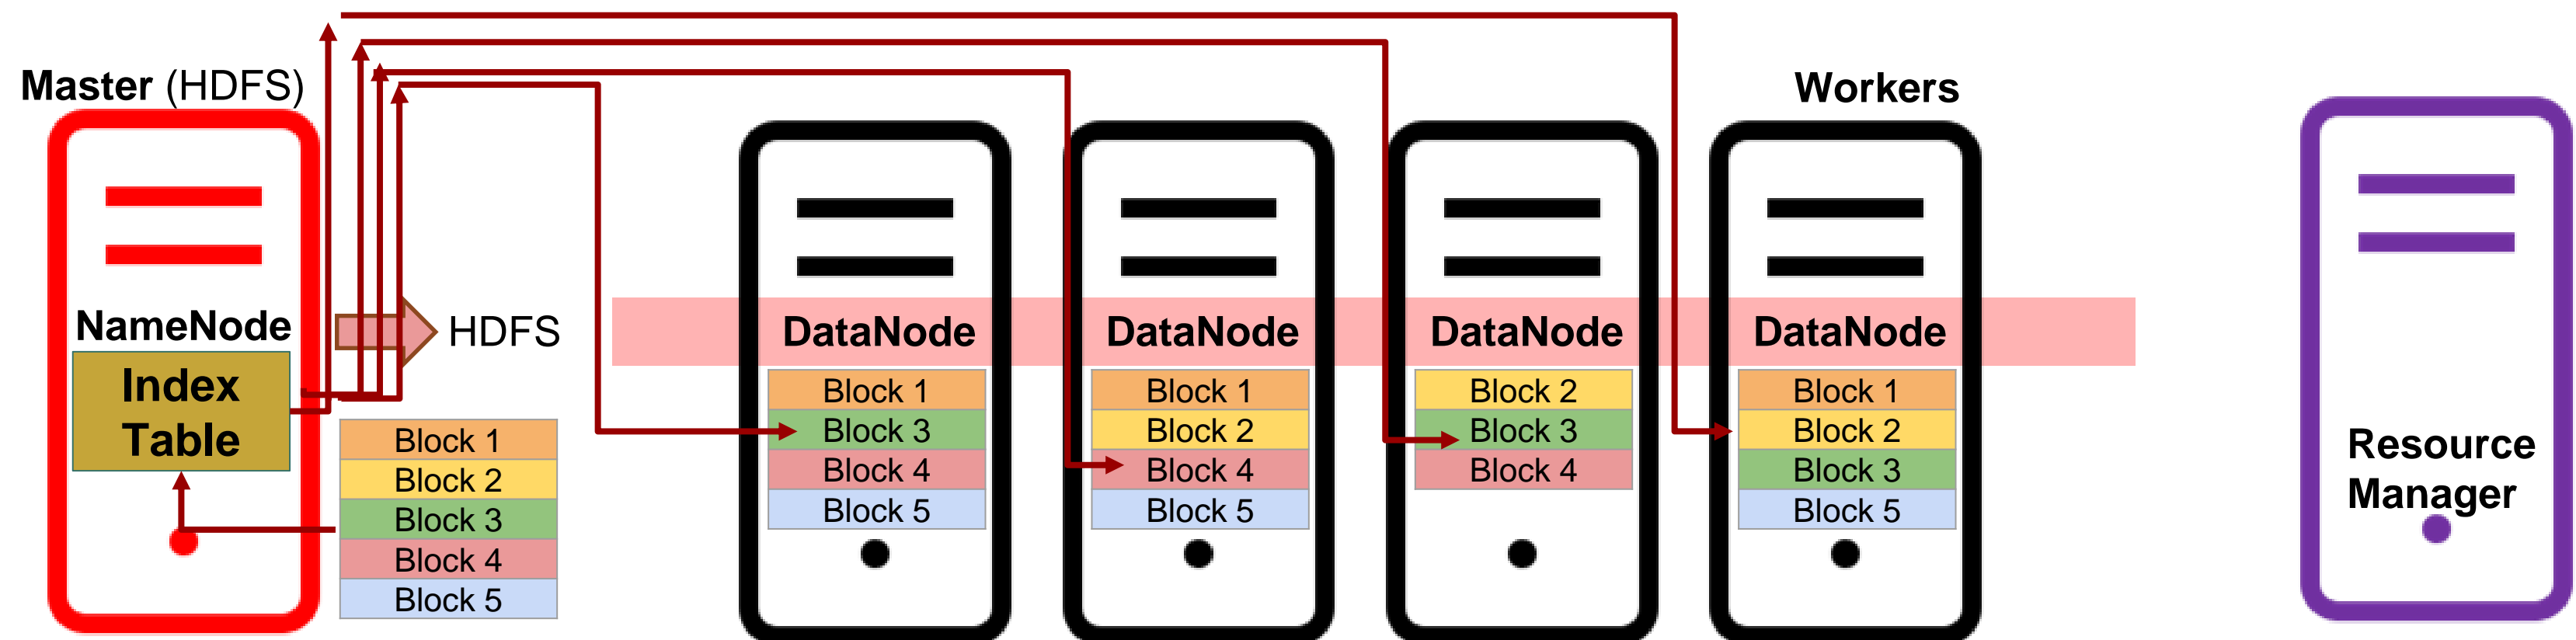 Master (HDFS)
Workers
NameNode
Index
Table
HDFS
Block 1
Block 2
Block 3
Block 4
Block 5
DataNode
Block 1
Block 3
Block 4
Block 5
DataNode
Block 1
Block 2
Block 4
Block 5
DataNode
Block 2
Block 3
Block 4
DataNode
Block 1
Block 2
Block 3
Block 5
Resource
Manager